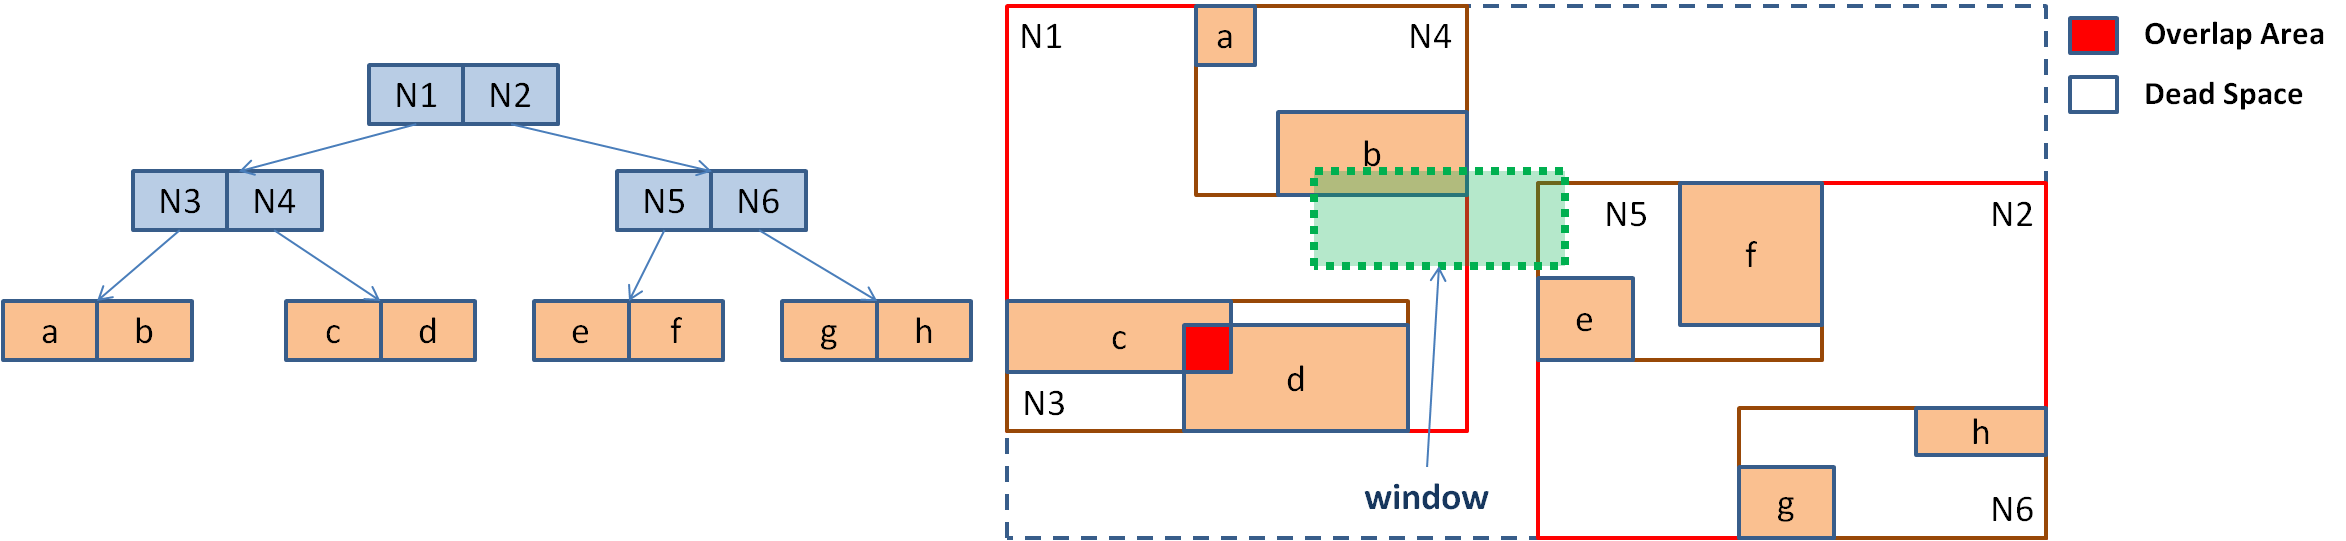 N1 N2
N3 N4
N5 N6
a b
c d
e f
g h
N1
a
N4
b
c
d
N3
window
N5
f
N2
e
h
g
N6
Overlap Area
Dead Space